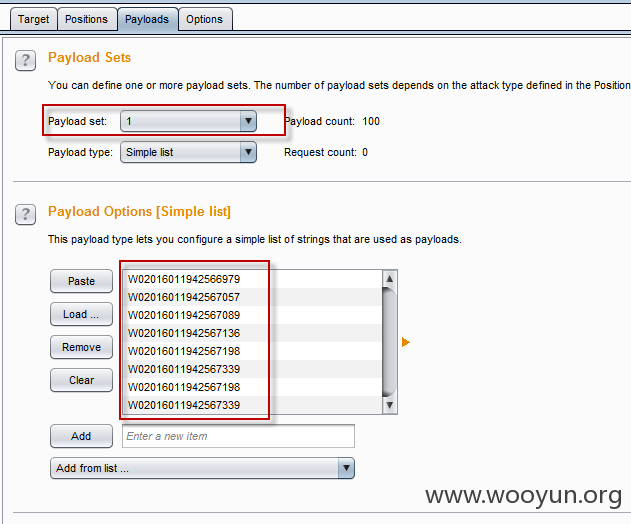 Target Positions Payloads Options
? Payload Sets
You can define one or more payload sets. The number of payload sets depends on the attack type defined in the Position
Payload set: 1 Payload count: 100
Payload type: Simple list Request count: 0
? Payload Options [Simple list]
This payload type lets you configure a simple list of strings that are used as payloads.
Paste W02016011942566979
W02016011942567057
Load ... W02016011942567089
W02016011942567136
Remove W02016011942567198
W02016011942567339
Clear W02016011942567198
W02016011942567339
Add Enter a new item
Add from list ...
www.wooyun.org